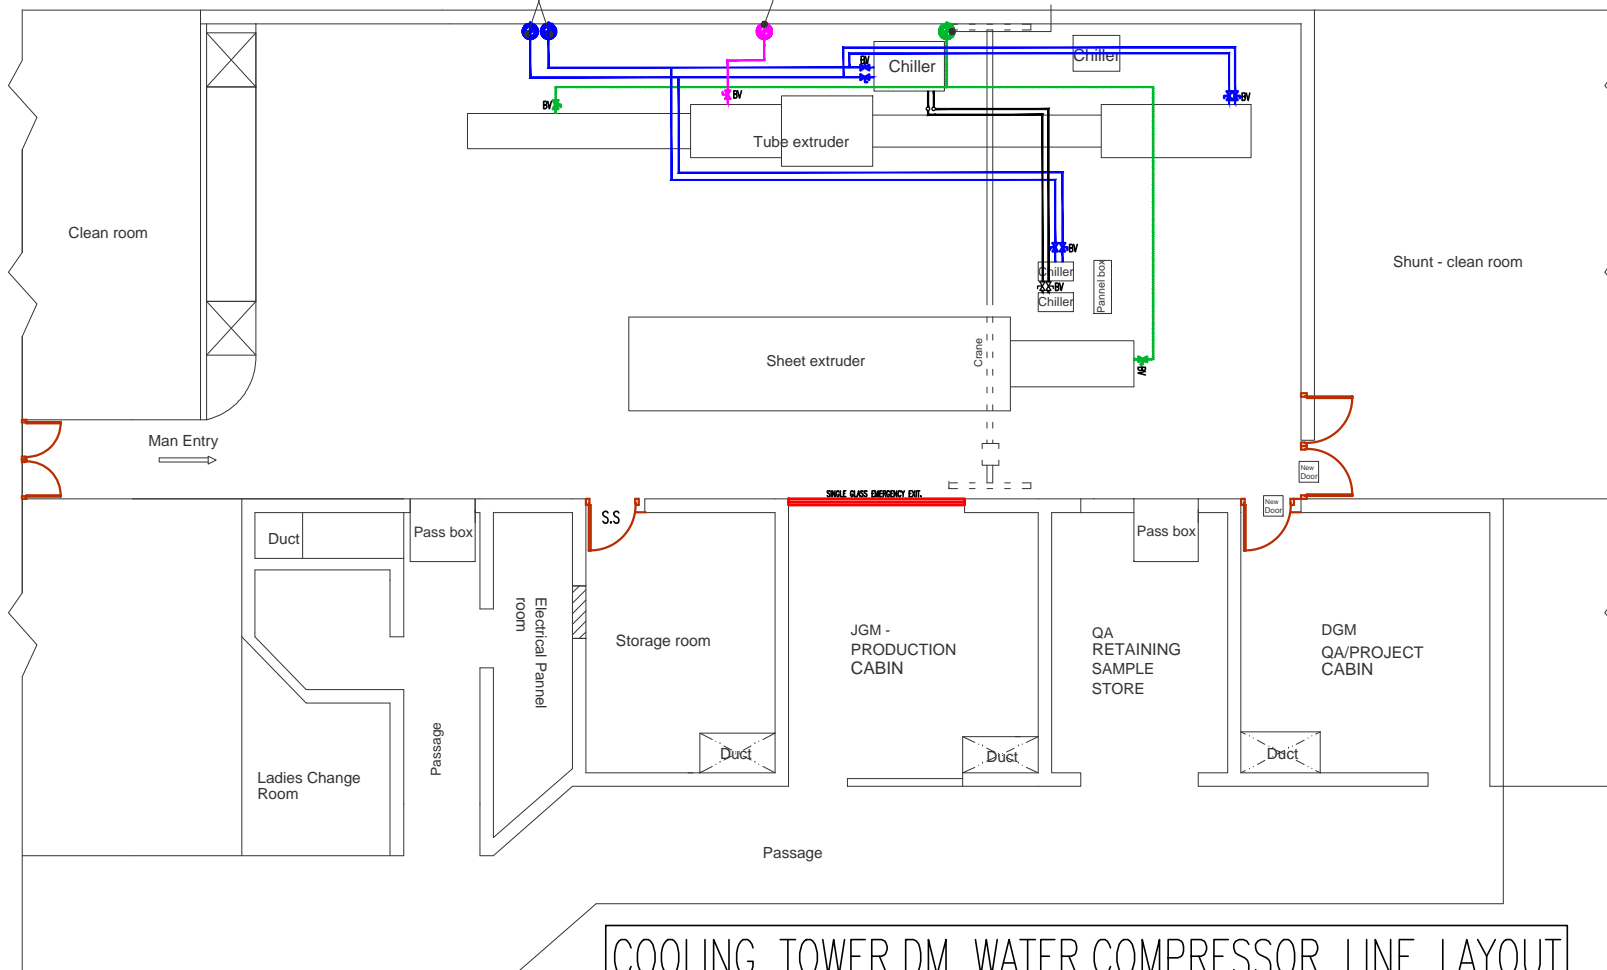 Chiller
Chiller
BV
BV
BV
BV
Tube extruder
Clean room
Shunt - clean room
BV
Chiller
BV
Chiller
Pannel box
Sheet extruder
Crane
BV
Man Entry
New
Door
New
Door
SINGLE GLASS EMERGENCY EXIT.
S.S
Duct
Pass box
Pass box
Electrical Pannel
room
Storage room
JGM -
PRODUCTION
CABIN
QA
RETAINING
SAMPLE
STORE
DGM
QA/PROJECT
CABIN
Passage
Duct
Duct
Duct
Ladies Change
Room
Passage
COOLING TOWER DM WATER COMPRESSOR LINE LAYOUT